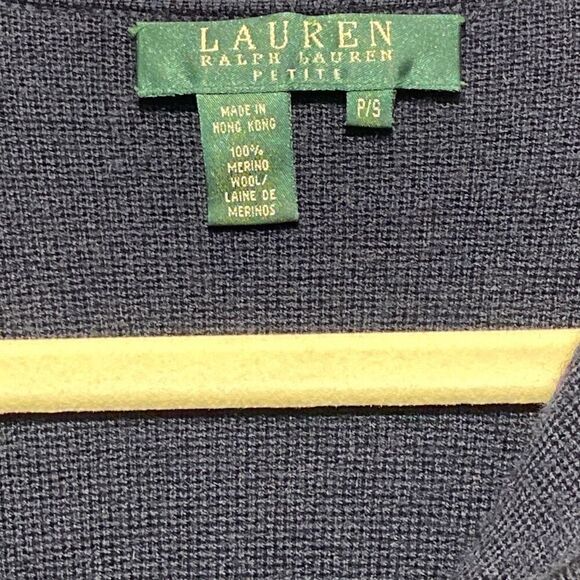 LAUREN
RALPH LAUREN
PETITE
P/S
MADE IN
HONG KONG
100%
MERINO
WOOL/
LAINE DE
MERINOS